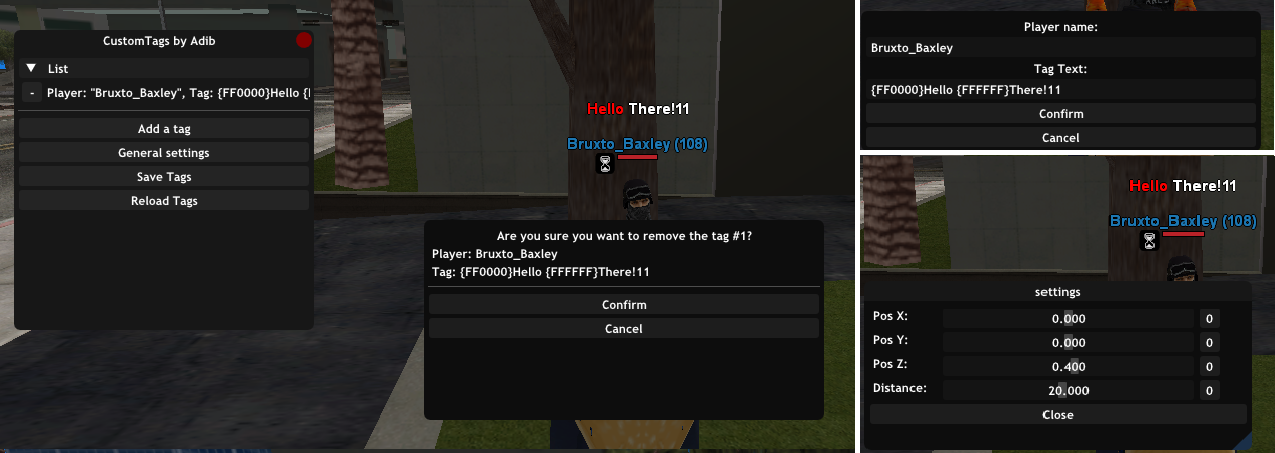 CustomTags by Adib
List
- Player: "Bruxto_Baxley", Tag: {FF0000}Hello {
Add a tag
General settings
Save Tags
Reload Tags
Hello There!11
Bruxto_Baxley (108)
Are you sure you want to remove the tag #1?
Player: Bruxto_Baxley
Tag: {FF0000}Hello {FFFFFF}There!11
Confirm
Cancel
Player name:
Bruxto_Baxley
Tag Text:
{FF0000}Hello {FFFFFF}There!11
Confirm
Cancel
Hello There!11
Bruxto_Baxley (108)
settings
Pos X: 0.000 0
Pos Y: 0.000 0
Pos Z: 0.400 0
Distance: 20.000 0
Close